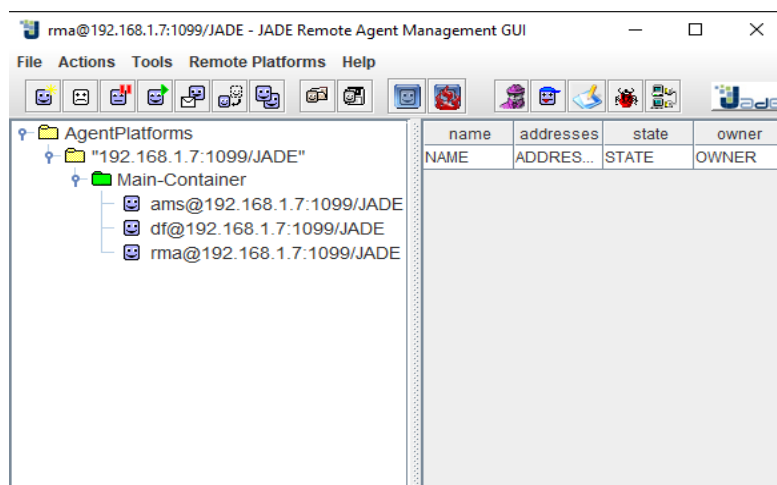 rma@192.168.1.7:1099/JADE - JADE Remote Agent Management GUI
File Actions Tools Remote Platforms Help
Jade
AgentPlatforms
"192.168.1.7:1099/JADE"
Main-Container
ams@192.168.1.7:1099/JADE
df@192.168.1.7:1099/JADE
rma@192.168.1.7:1099/JADE
name addresses state owner
NAME ADDRES... STATE OWNER